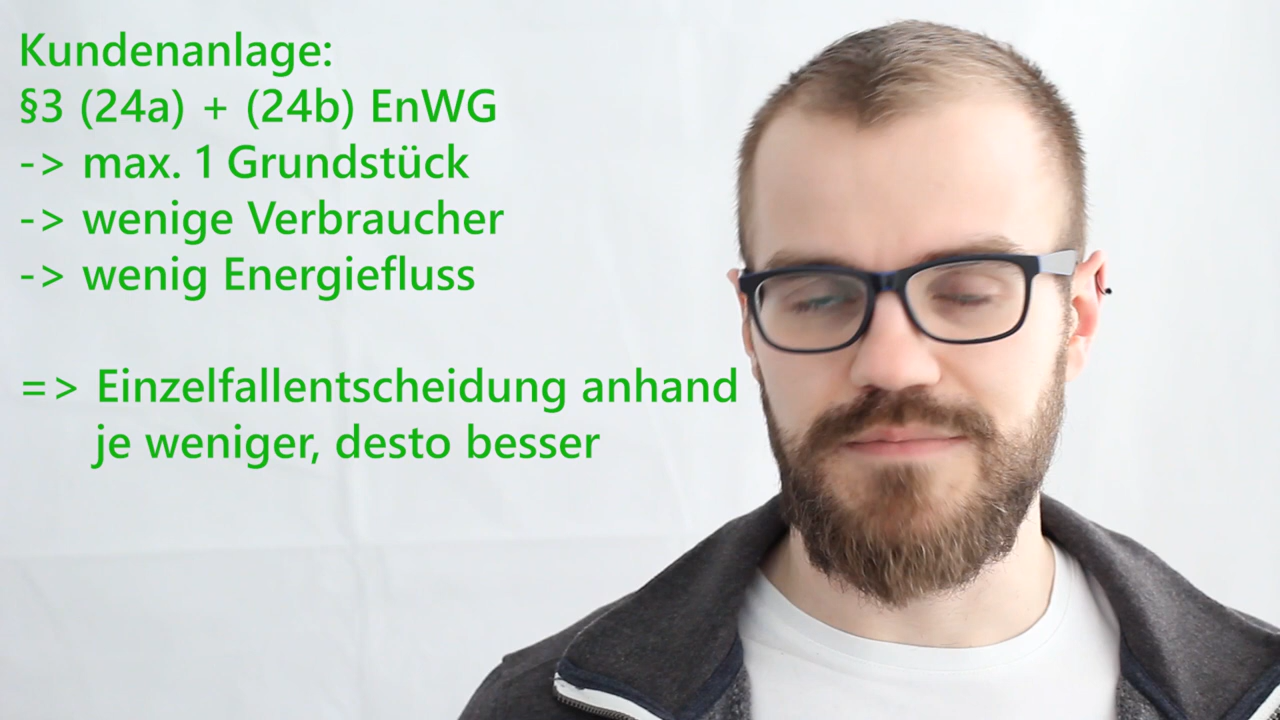 Kundenanlage:
§3 (24a) + (24b) EnWG
-> max. 1 Grundstück
-> wenige Verbraucher
-> wenig Energiefluss
=> Einzelfallentscheidung anhand
je weniger, desto besser